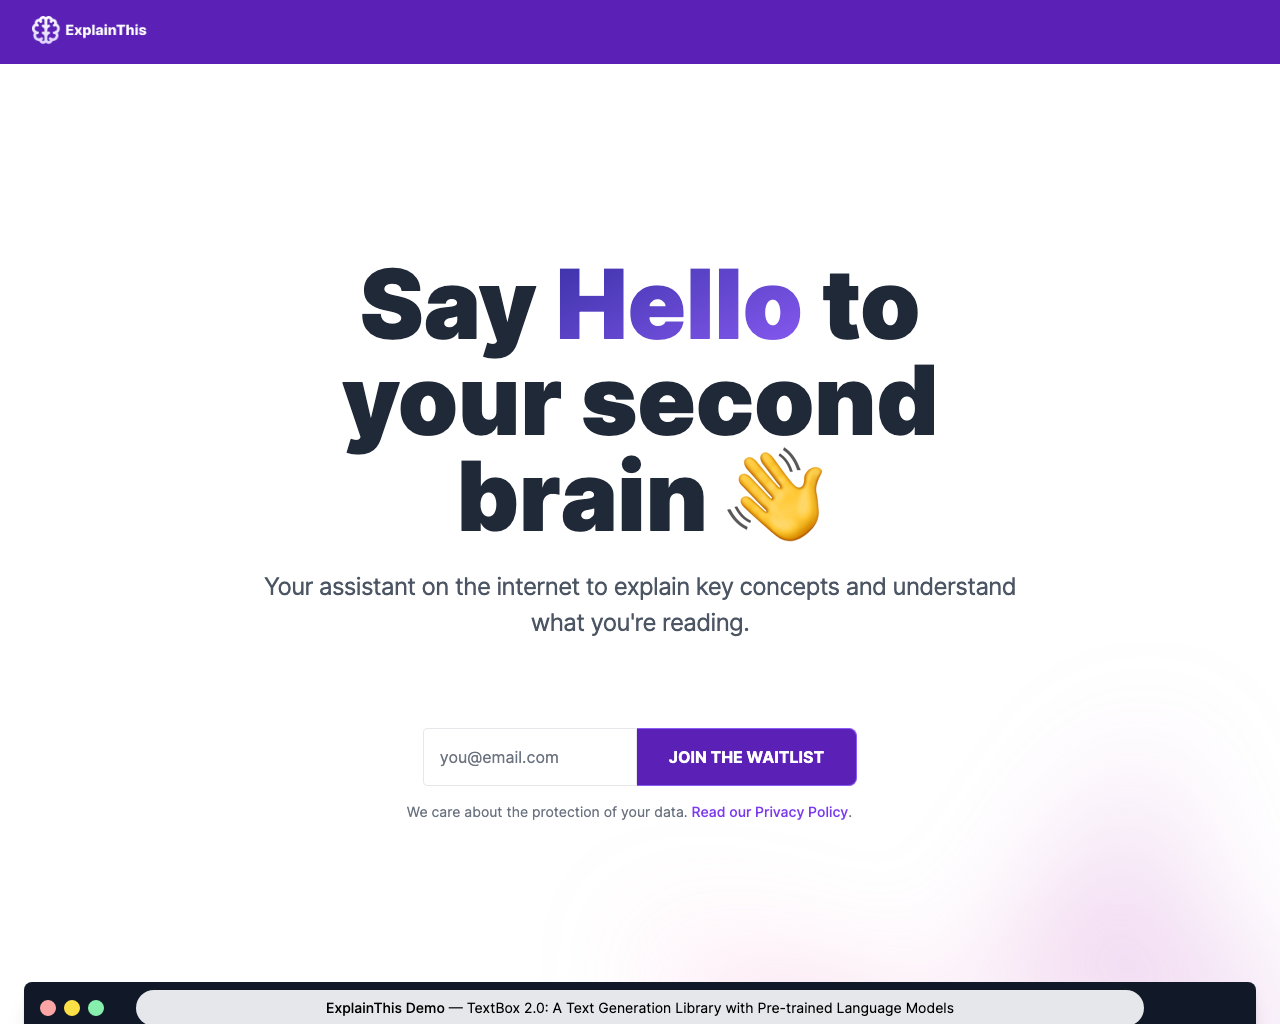 ExplainThis
Say Hello to
your second
brain 👋
Your assistant on the internet to explain key concepts and understand
what you're reading.
you@email.com
JOIN THE WAITLIST
We care about the protection of your data. Read our Privacy Policy.
ExplainThis Demo — TextBox 2.0: A Text Generation Library with Pre-trained Language Models